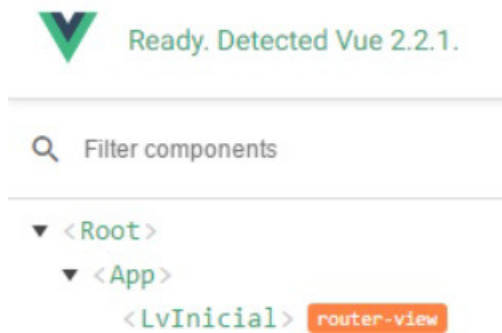 Ready. Detected Vue 2.2.1.
Filter components
▼ <Root>
▼ <App>
<LvInicial> router-view